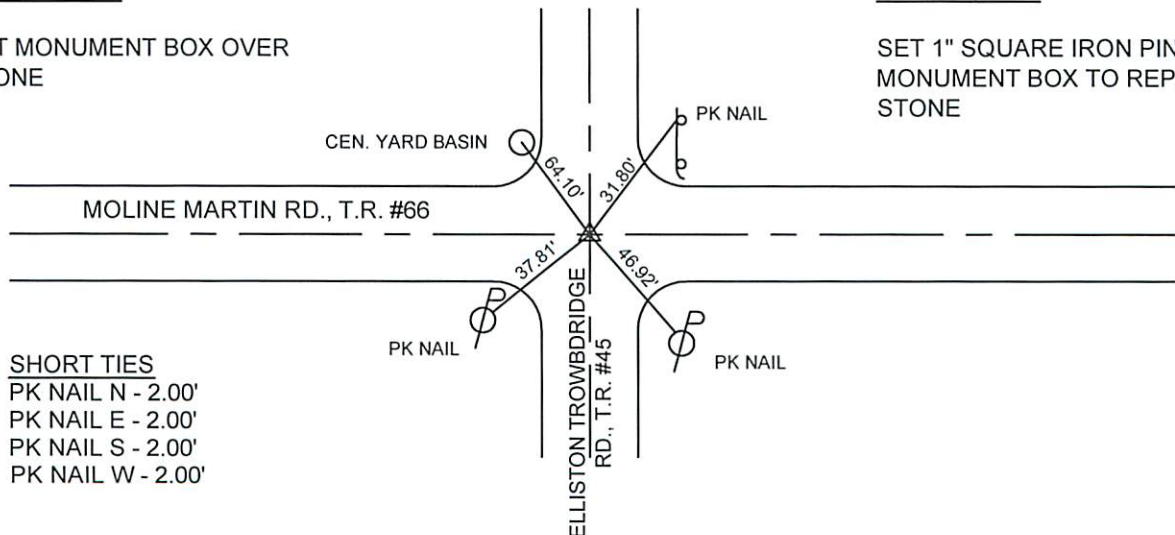 T MONUMENT BOX OVER
ONE
SET 1" SQUARE IRON PIN
MONUMENT BOX TO REP
STONE
CEN. YARD BASIN
PK NAIL
64.10'
31.80'
MOLINE MARTIN RD., T.R. #66
37.81'
46.92'
PK NAIL
PK NAIL
ELLISTON TROWBDRIDGE
RD., T.R. #45
SHORT TIES
PK NAIL N - 2.00'
PK NAIL E - 2.00'
PK NAIL S - 2.00'
PK NAIL W - 2.00'